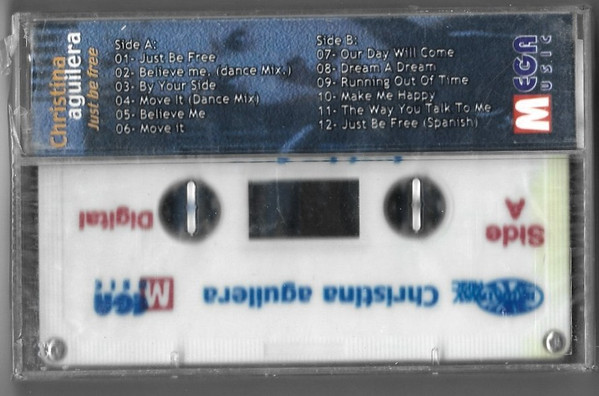 Christina
aguilera
Just be free
Side A:
01- Just Be Free
02- Believe me. (dance Mix.)
03- By Your Side
04- Move It (Dance Mix)
05- Believe Me
06- Move it
Side B:
07- Our Day Will Come
08- Dream A Dream
09- Running Out Of Time
10- Make Me Happy
11- The Way You Talk To Me
12- Just Be Free (Spanish)
MEGA
MUSIC
Side
A
Digital
Christina aguilera
MEGA